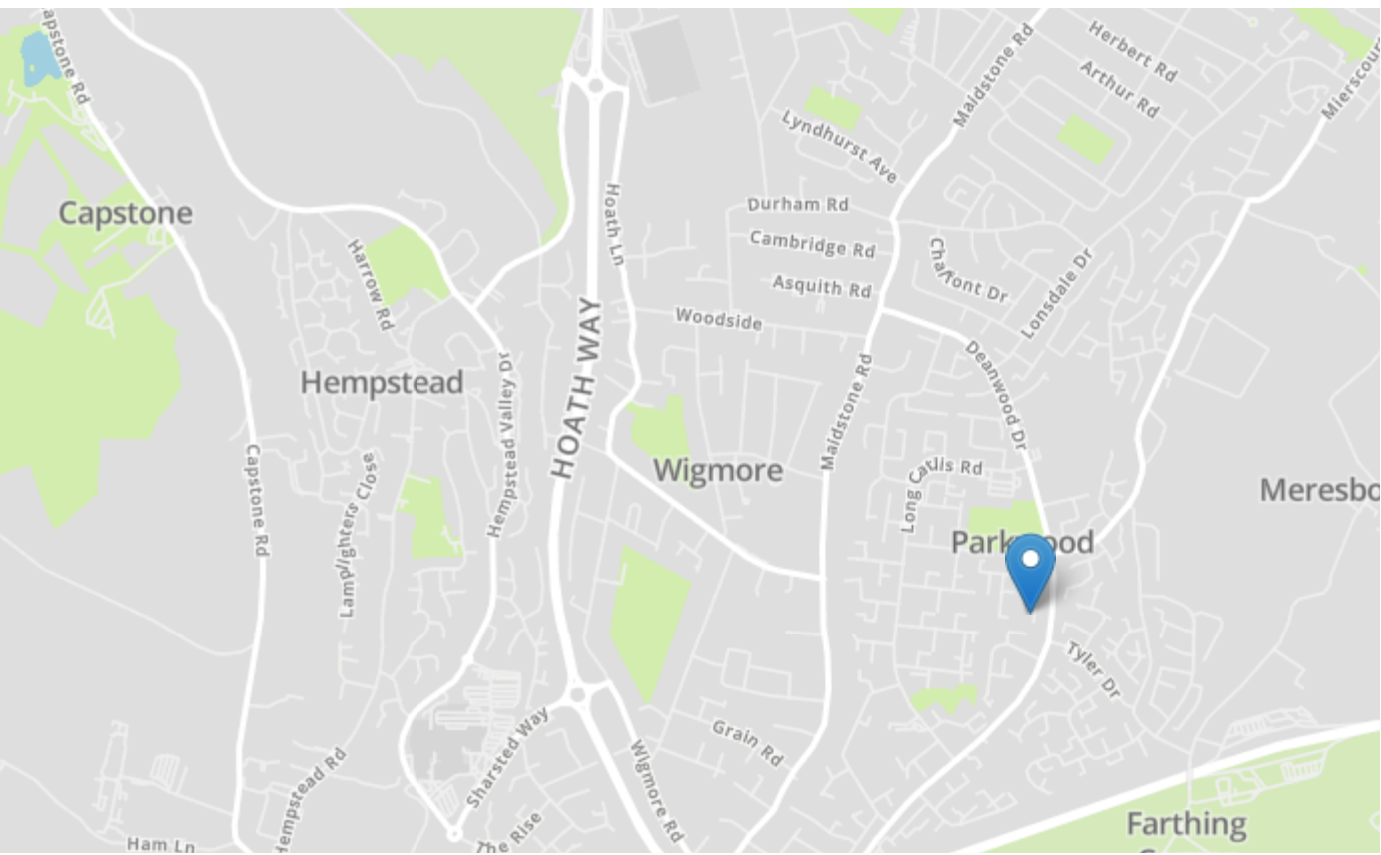 Capstone Rd
Herbert Rd
Maidstone Rd
Arthur Rd
Lyndhurst Ave
Capstone
Durham Rd
Hoath Ln
Cambridge Rd
Harrow Rd
Chalfont Dr
Asquith Rd
Lonsdale Dr
Woodside
HOATH WAY
Hempstead
Hempstead Valley Dr
Deanwood Dr
Maidstone Rd
Wigmore
Long Catlis Rd
Capstone Rd
Lamplighters Close
Meresbo
Parkwood
Tyler Dr
Grain Rd
Sharsted Way
Wigmore Rd
Hempstead Rd
Farthing
The Rise
Ham Ln